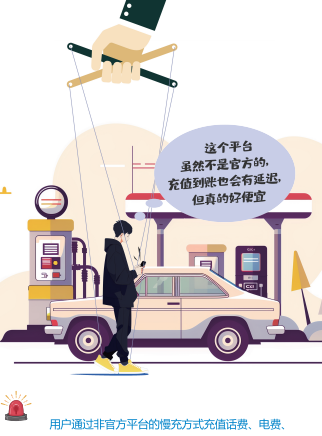 这个平台
虽然不是官方的,
充值到账也会有延迟,
但真的好便宜
用户通过非官方平台的慢充方式充值话费、电费、